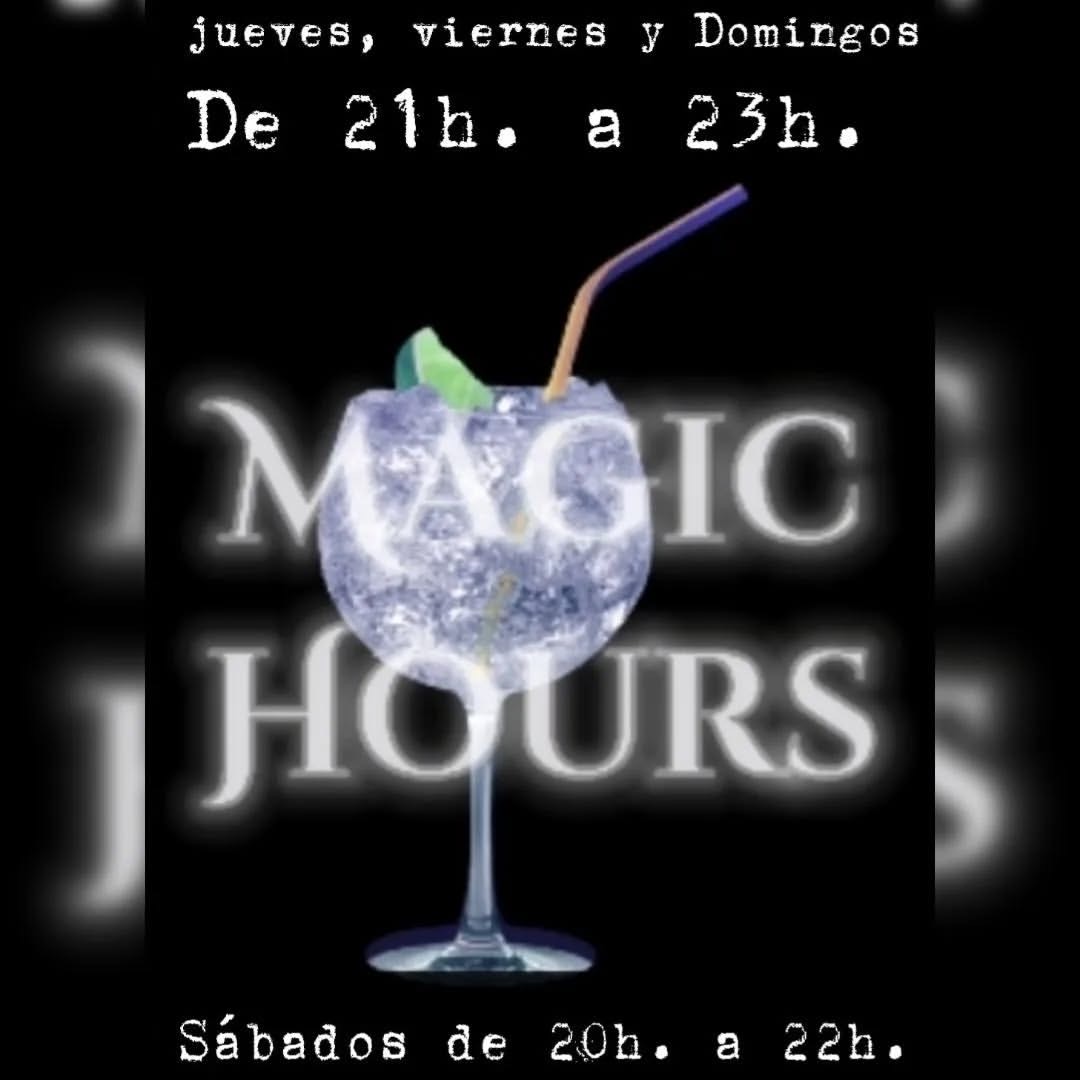 jueves, viernes y Domingos
De 21h. a 23h.
MAGIC
HOURS
Sábados de 20h. a 22h.